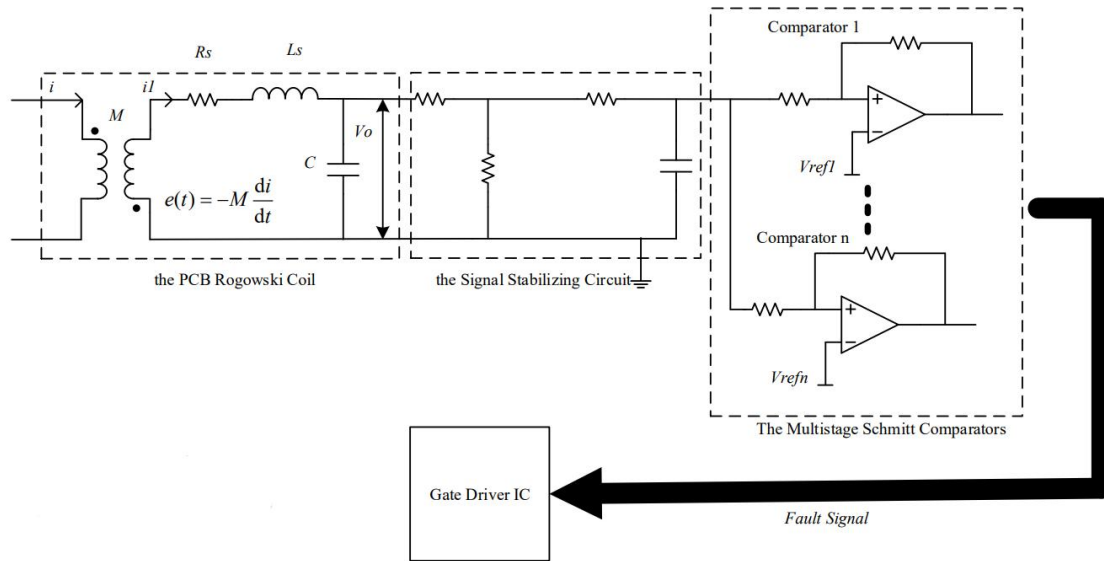 Comparator 1
Rs
Ls
i
i1
M
Vo
C
e(t) = −M di/dt
+
−
Vref1
Comparator n
+
−
Vrefn
the PCB Rogowski Coil
the Signal Stabilizing Circuit
The Multistage Schmitt Comparators
Gate Driver IC
Fault Signal